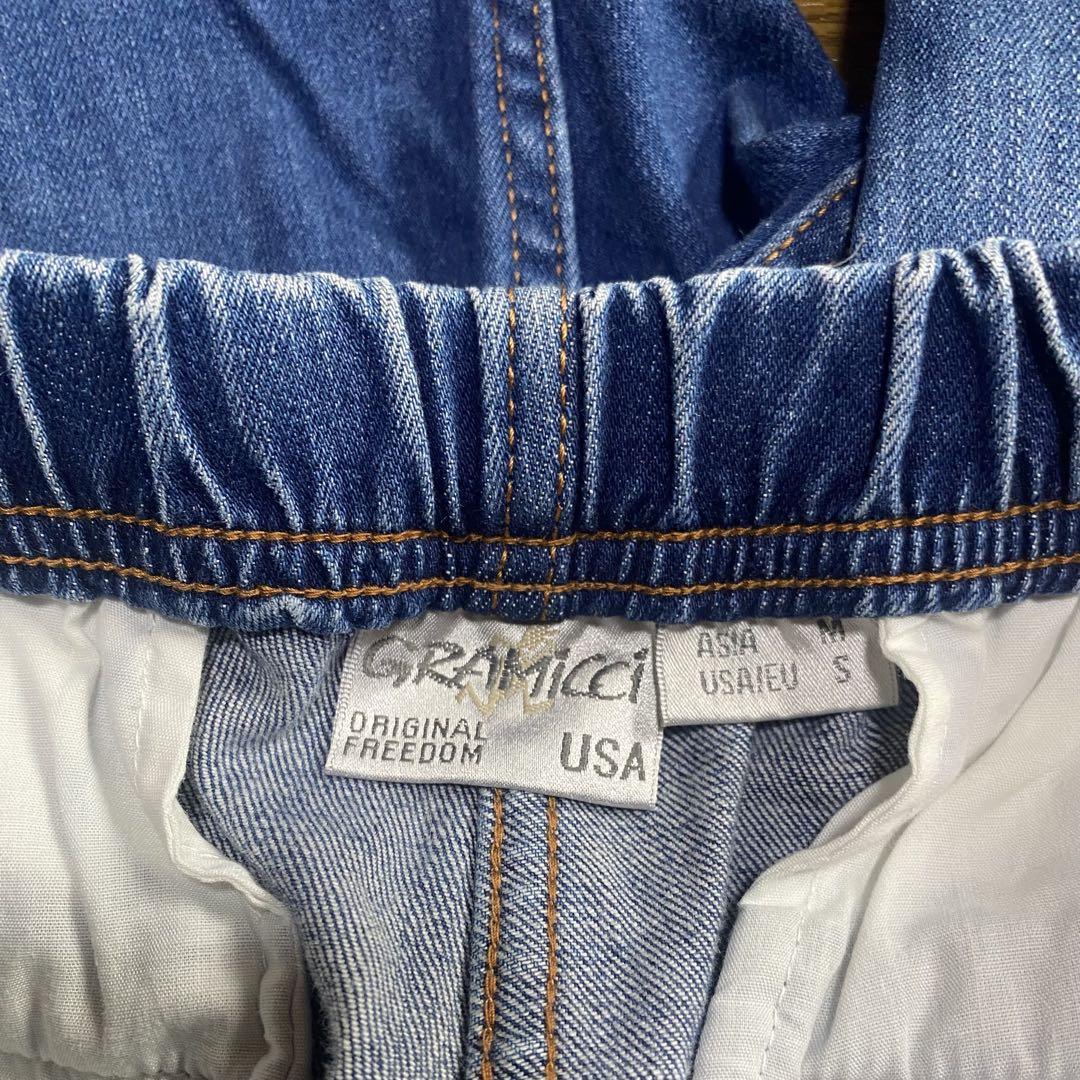 GRAMiCCi
ORIGINAL
FREEDOM
USA
ASIA M
USA/EU S